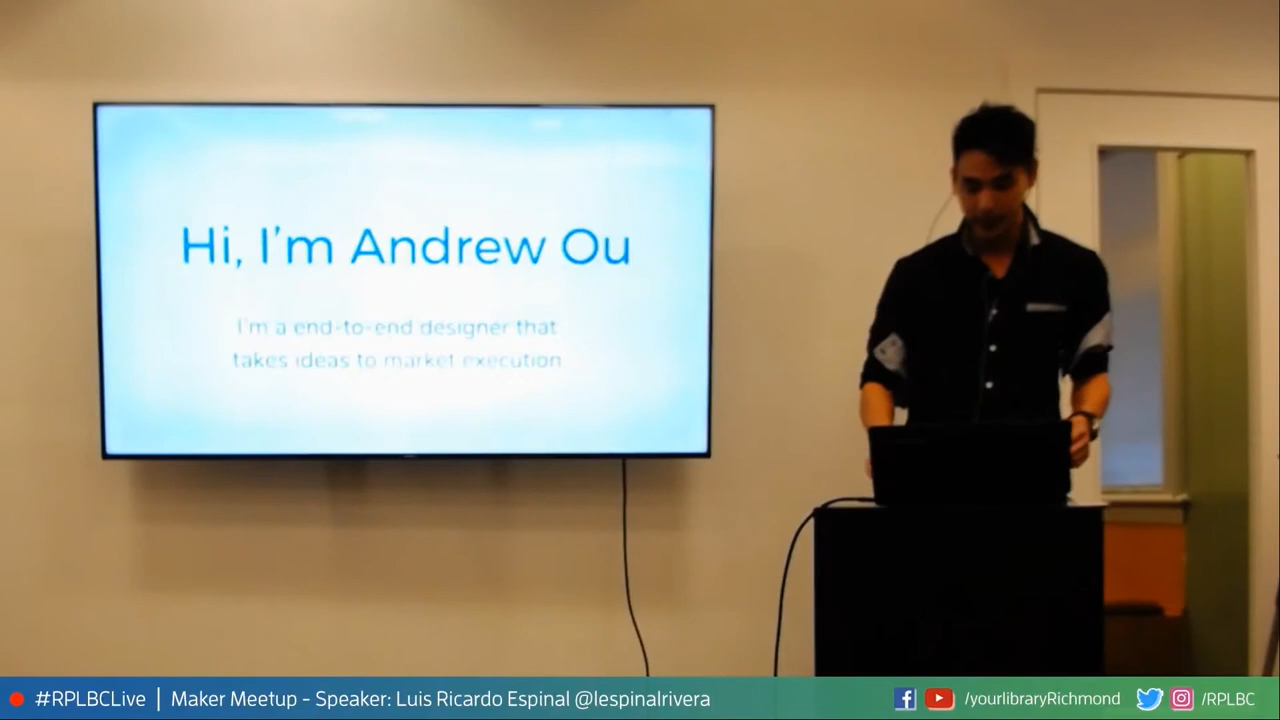 Hi, I'm Andrew Ou
I'm a end-to-end designer that
takes ideas to market execution
#RPLBCLive | Maker Meetup - Speaker: Luis Ricardo Espinal @lespinalrivera
/yourlibraryRichmond
/RPLBC